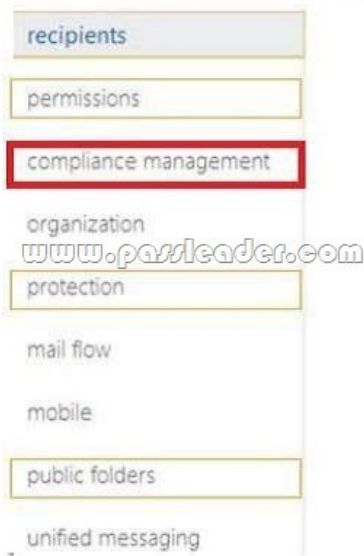 recipients
permissions
compliance management
organization
www.passleader.com
protection
mail flow
mobile
public folders
unified messaging